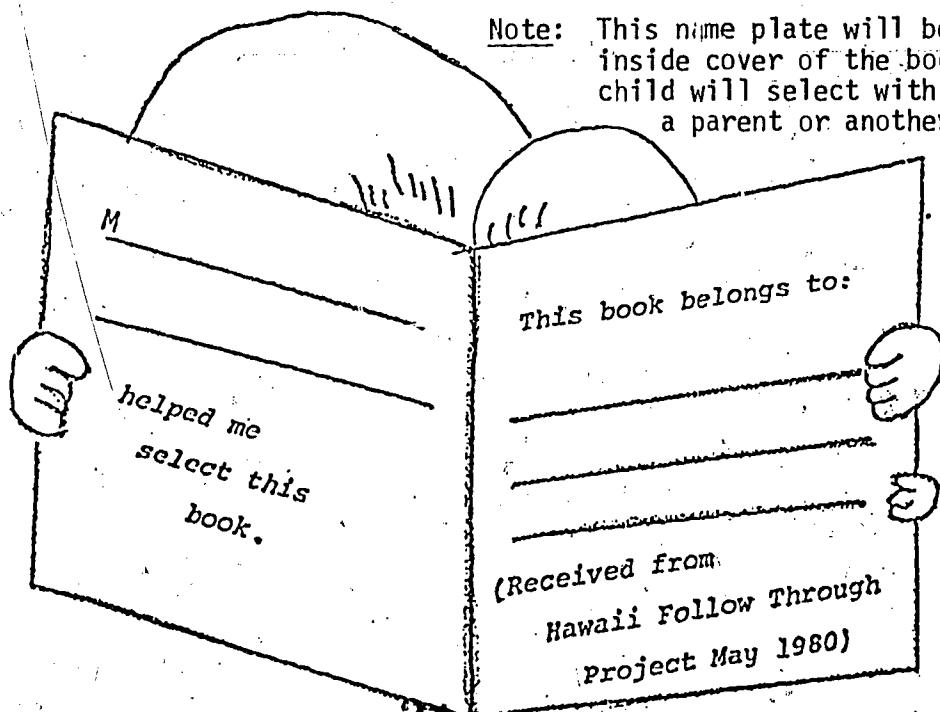 Note: This name plate will be
inside cover of the boo
child will select with
a parent or another
M
helped me
select this
book.
This book belongs to:
(Received from
Hawaii Follow Through
Project May 1980)